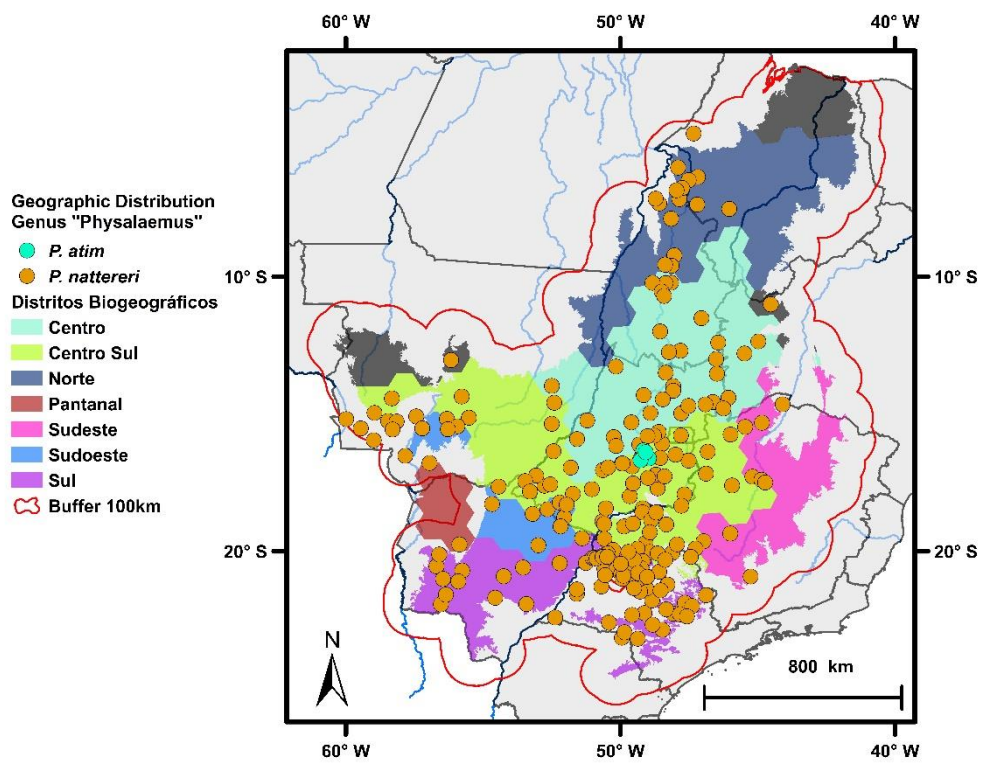 60° W 50° W 40° W
Geographic Distribution
Genus "Physalaemus"
P. atim
P. nattereri
Distritos Biogeográficos
Centro
Centro Sul
Norte
Pantanal
Sudeste
Sudoeste
Sul
Buffer 100km
10° S 10° S
20° S 20° S
N
800 km
60° W 50° W 40° W